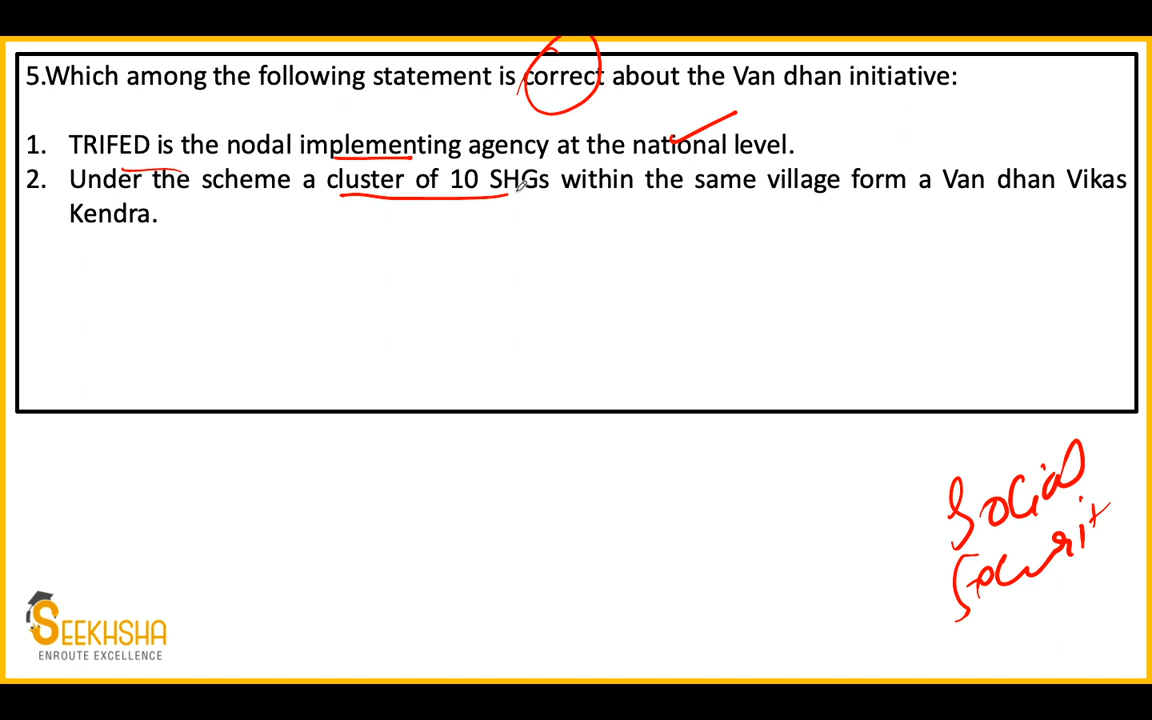 5.Which among the following statement is correct about the Van dhan initiative:
1. TRIFED is the nodal implementing agency at the national level.
2. Under the scheme a cluster of 10 SHGs within the same village form a Van dhan Vikas
Kendra.
Social
SEEKHSHA
ENROUTE EXCELLENCE